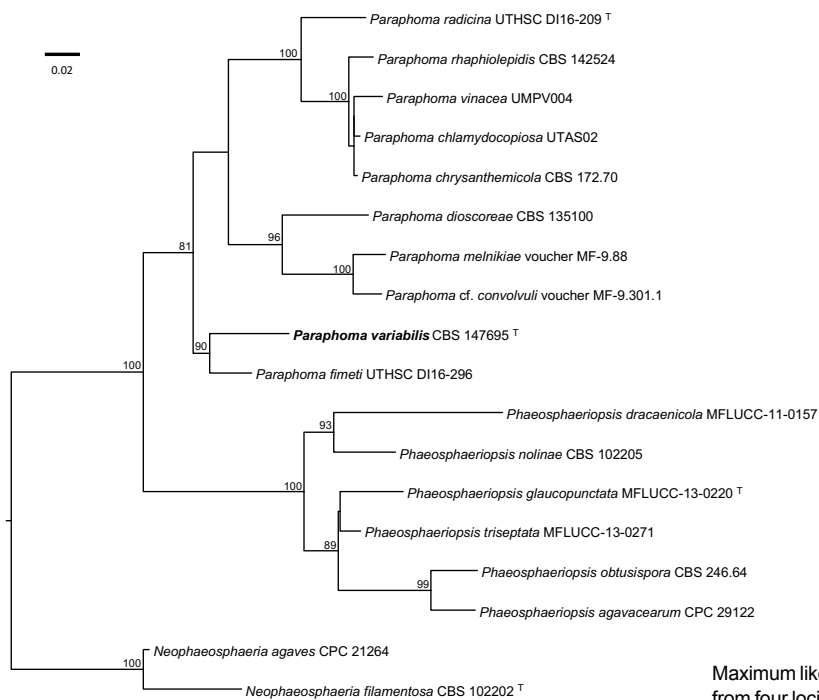 Paraphoma radicina UTHSC DI16-209 T
100
0.02
Paraphoma rhaphiolepidis CBS 142524
100
Paraphoma vinacea UMPV004
Paraphoma chlamydocopiosa UTAS02
Paraphoma chrysanthemicola CBS 172.70
Paraphoma dioscoreae CBS 135100
96
81
Paraphoma melnikiae voucher MF-9.88
100
Paraphoma cf. convolvuli voucher MF-9.301.1
Paraphoma variabilis CBS 147695 T
90
100
Paraphoma fimeti UTHSC DI16-296
Phaeosphaeriopsis dracaenicola MFLUCC-11-0157
93
Phaeosphaeriopsis nolinae CBS 102205
100
Phaeosphaeriopsis glaucopunctata MFLUCC-13-0220 T
Phaeosphaeriopsis triseptata MFLUCC-13-0271
89
Phaeosphaeriopsis obtusispora CBS 246.64
99
Phaeosphaeriopsis agavacearum CPC 29122
Neophaeosphaeria agaves CPC 21264
100
Neophaeosphaeria filamentosa CBS 102202 T
Maximum like
from four loci